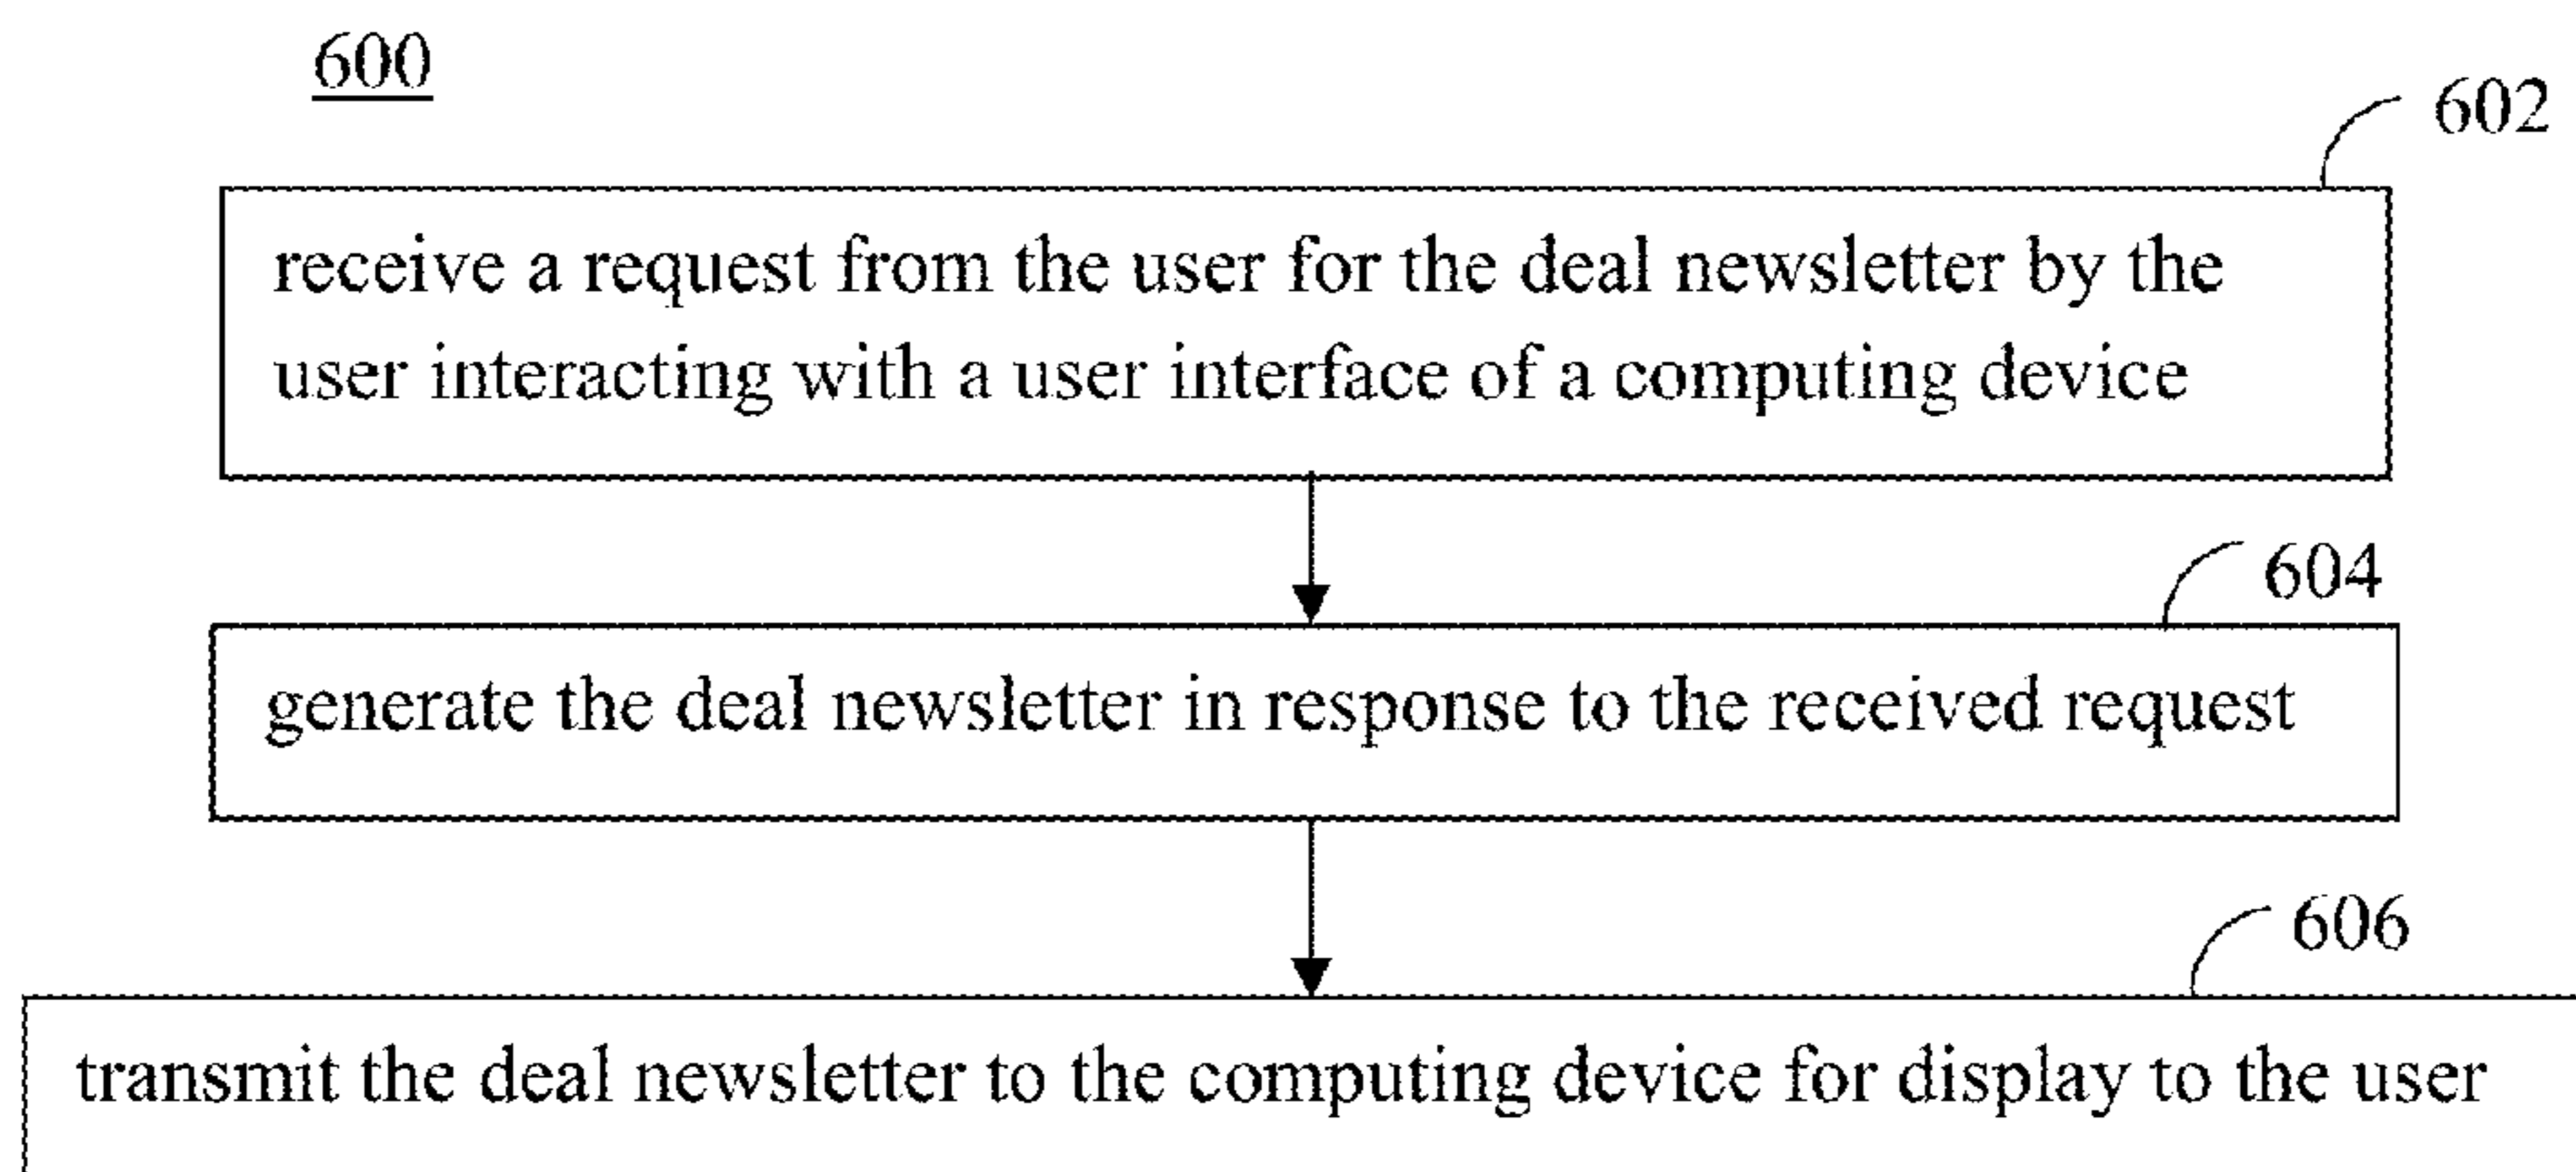 600
602
receive a request from the user for the deal newsletter by the
user interacting with a user interface of a computing device
604
generate the deal newsletter in response to the received request
606
transmit the deal newsletter to the computing device for display to the user